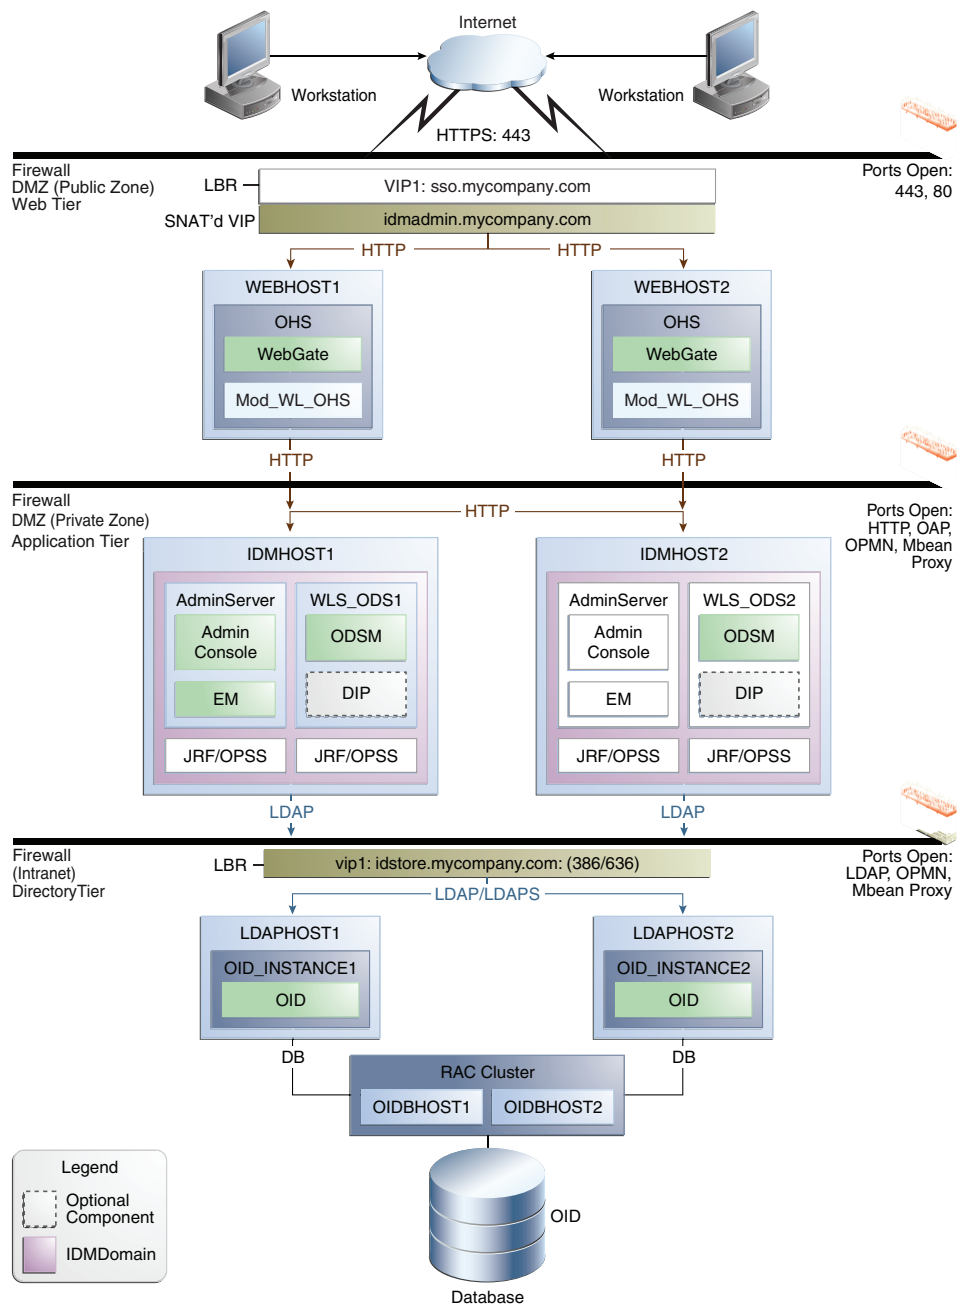 Internet
Workstation
Workstation
HTTPS: 443
Firewall
DMZ (Public Zone)
Web Tier
LBR
VIP1: sso.mycompany.com
Ports Open:
443, 80
SNAT'd VIP
idmadmin.mycompany.com
HTTP
HTTP
WEBHOST1
OHS
WebGate
Mod_WL_OHS
WEBHOST2
OHS
WebGate
Mod_WL_OHS
HTTP
HTTP
Firewall
DMZ (Private Zone)
Application Tier
HTTP
Ports Open:
HTTP, OAP,
OPMN, Mbean
Proxy
IDMHOST1
AdminServer
Admin
Console
EM
WLS_ODS1
ODSM
DIP
JRF/OPSS
JRF/OPSS
IDMHOST2
AdminServer
Admin
Console
EM
WLS_ODS2
ODSM
DIP
JRF/OPSS
JRF/OPSS
LDAP
LDAP
Firewall
(Intranet)
DirectoryTier
LBR
vip1: idstore.mycompany.com: (386/636)
Ports Open:
LDAP, OPMN,
Mbean Proxy
LDAP/LDAPS
LDAPHOST1
OID_INSTANCE1
OID
LDAPHOST2
OID_INSTANCE2
OID
DB
DB
RAC Cluster
OIDBHOST1
OIDBHOST2
OID
Database
Legend
Optional
Component
IDMDomain